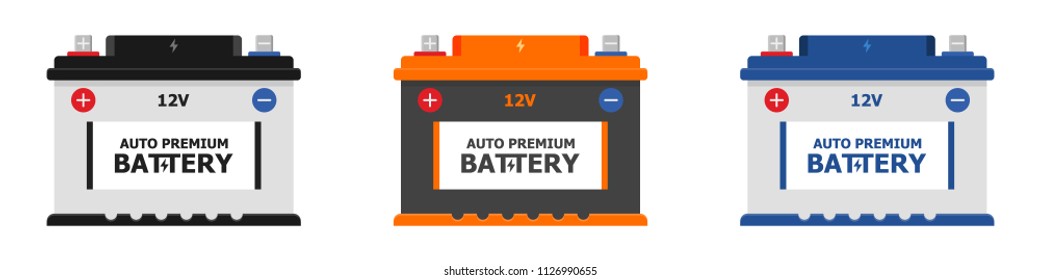 + − + − + −
+ 12V − + 12V − + 12V −
AUTO PREMIUM AUTO PREMIUM AUTO PREMIUM
BATTERY BATTERY BATTERY
shutterstock.com · 1126990655